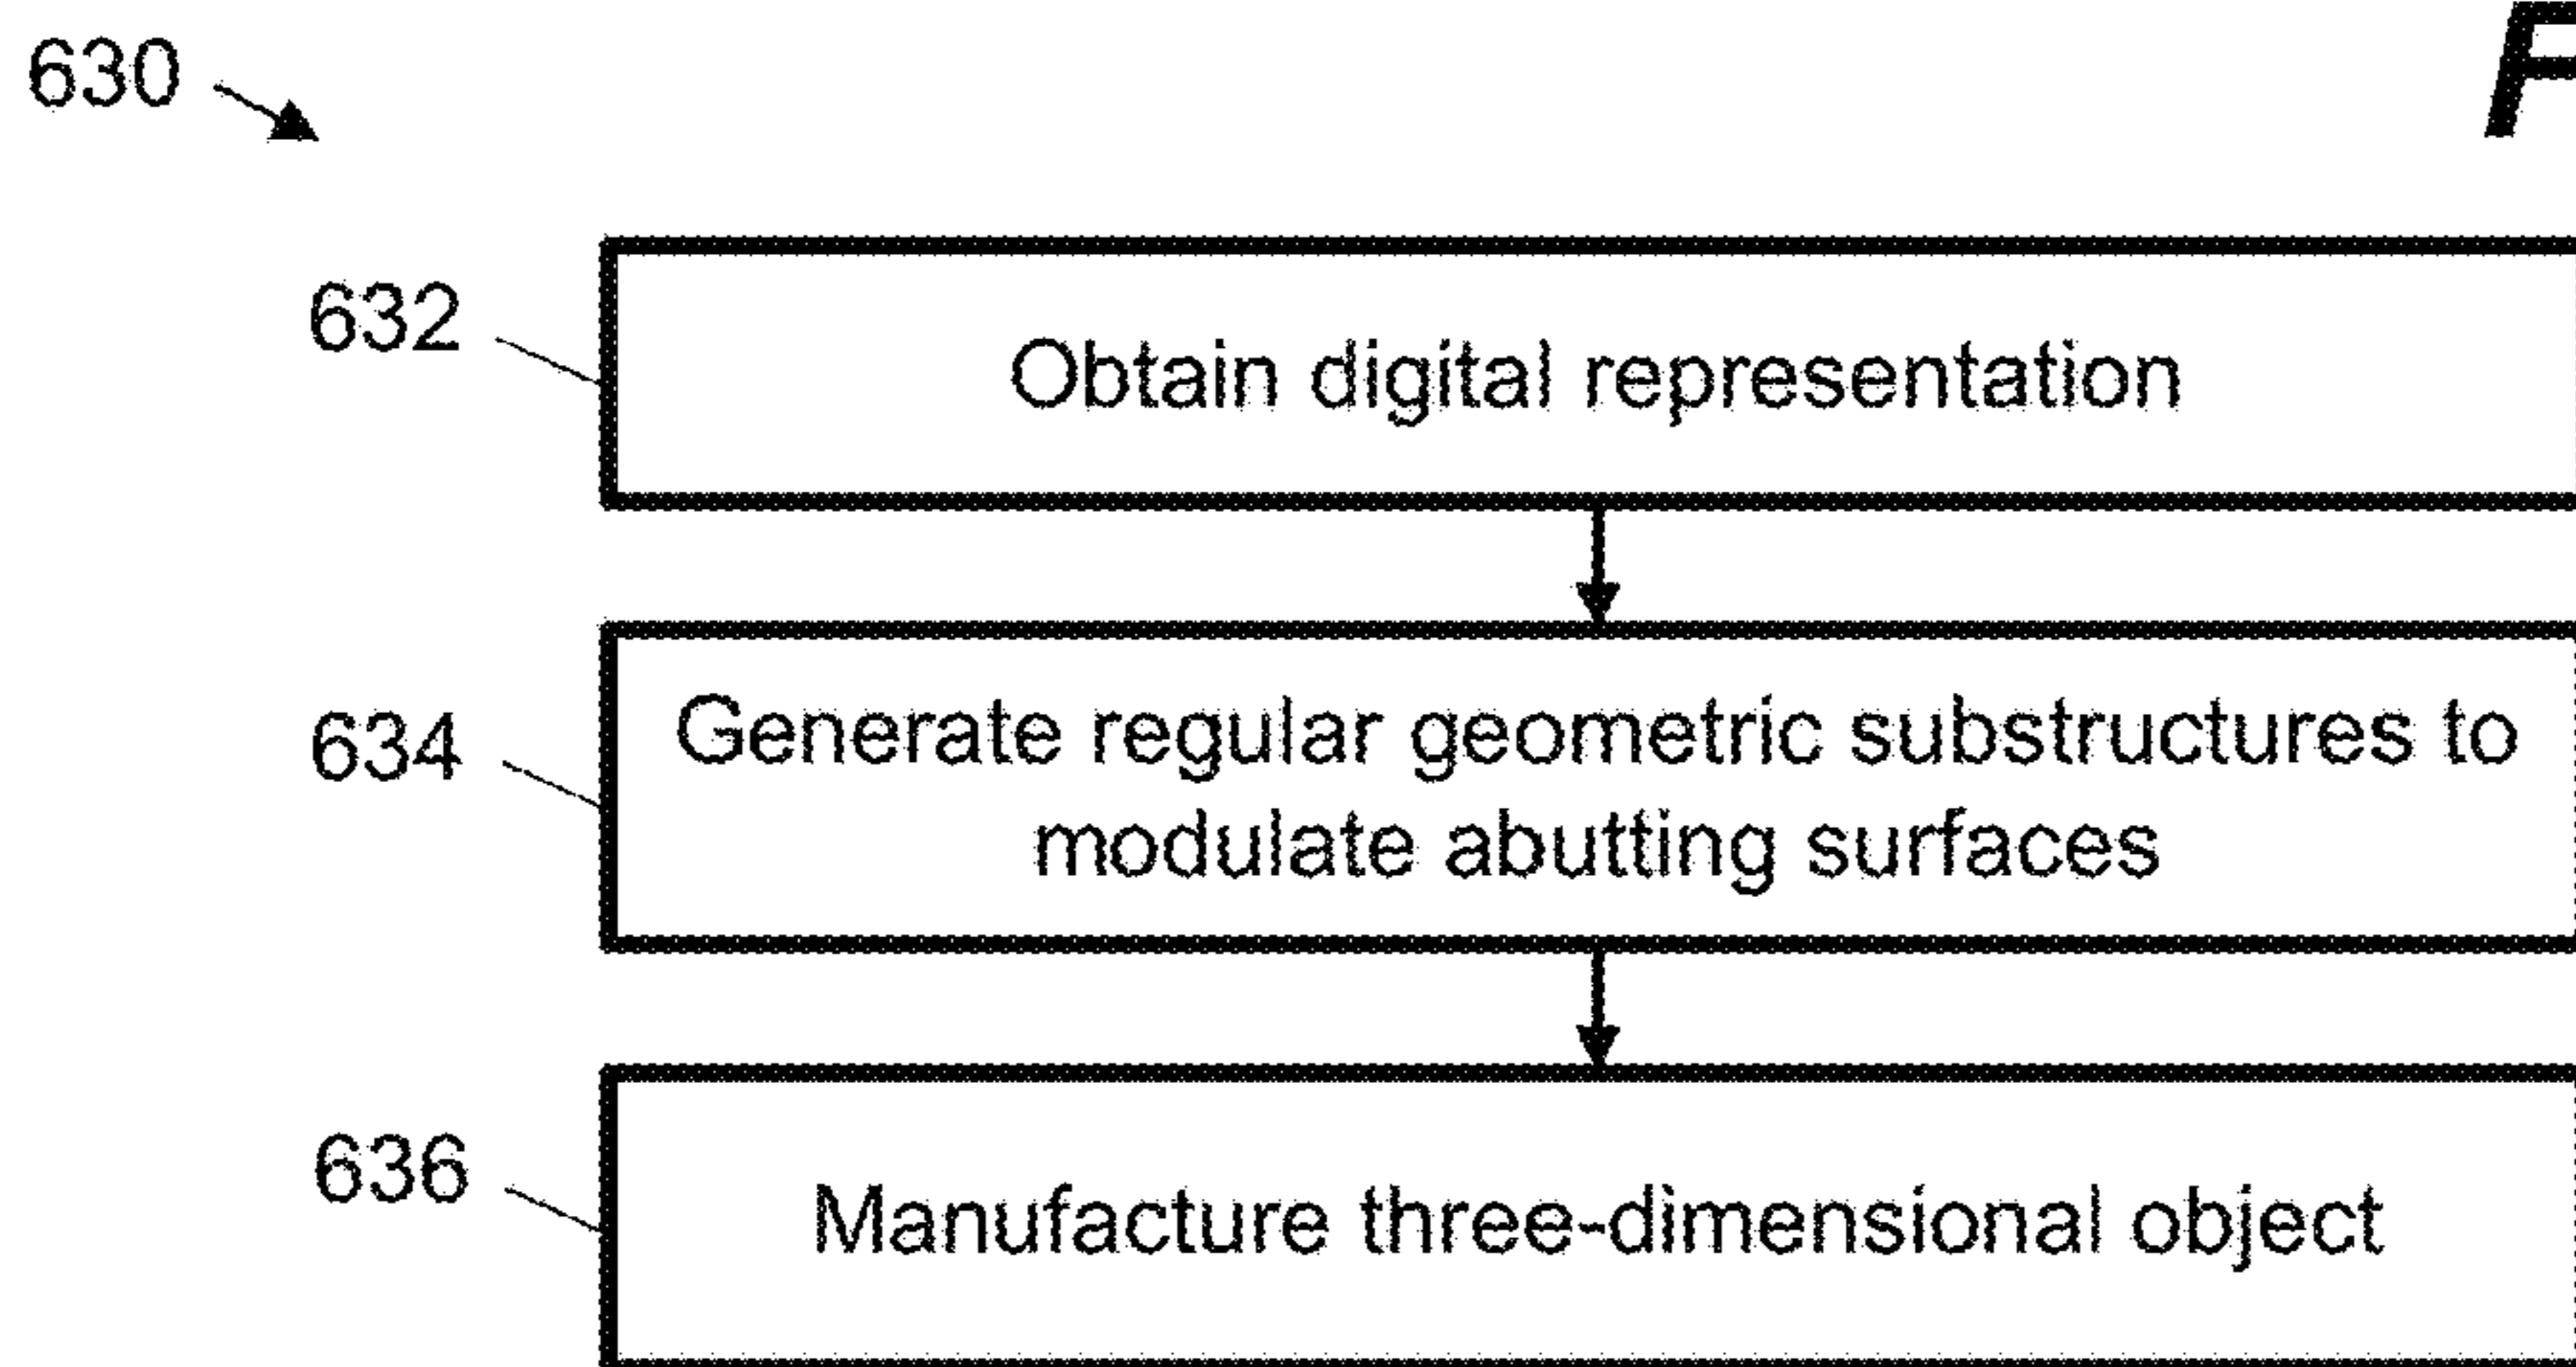 630
F
632
Obtain digital representation
634
Generate regular geometric substructures to
modulate abutting surfaces
636
Manufacture three-dimensional object